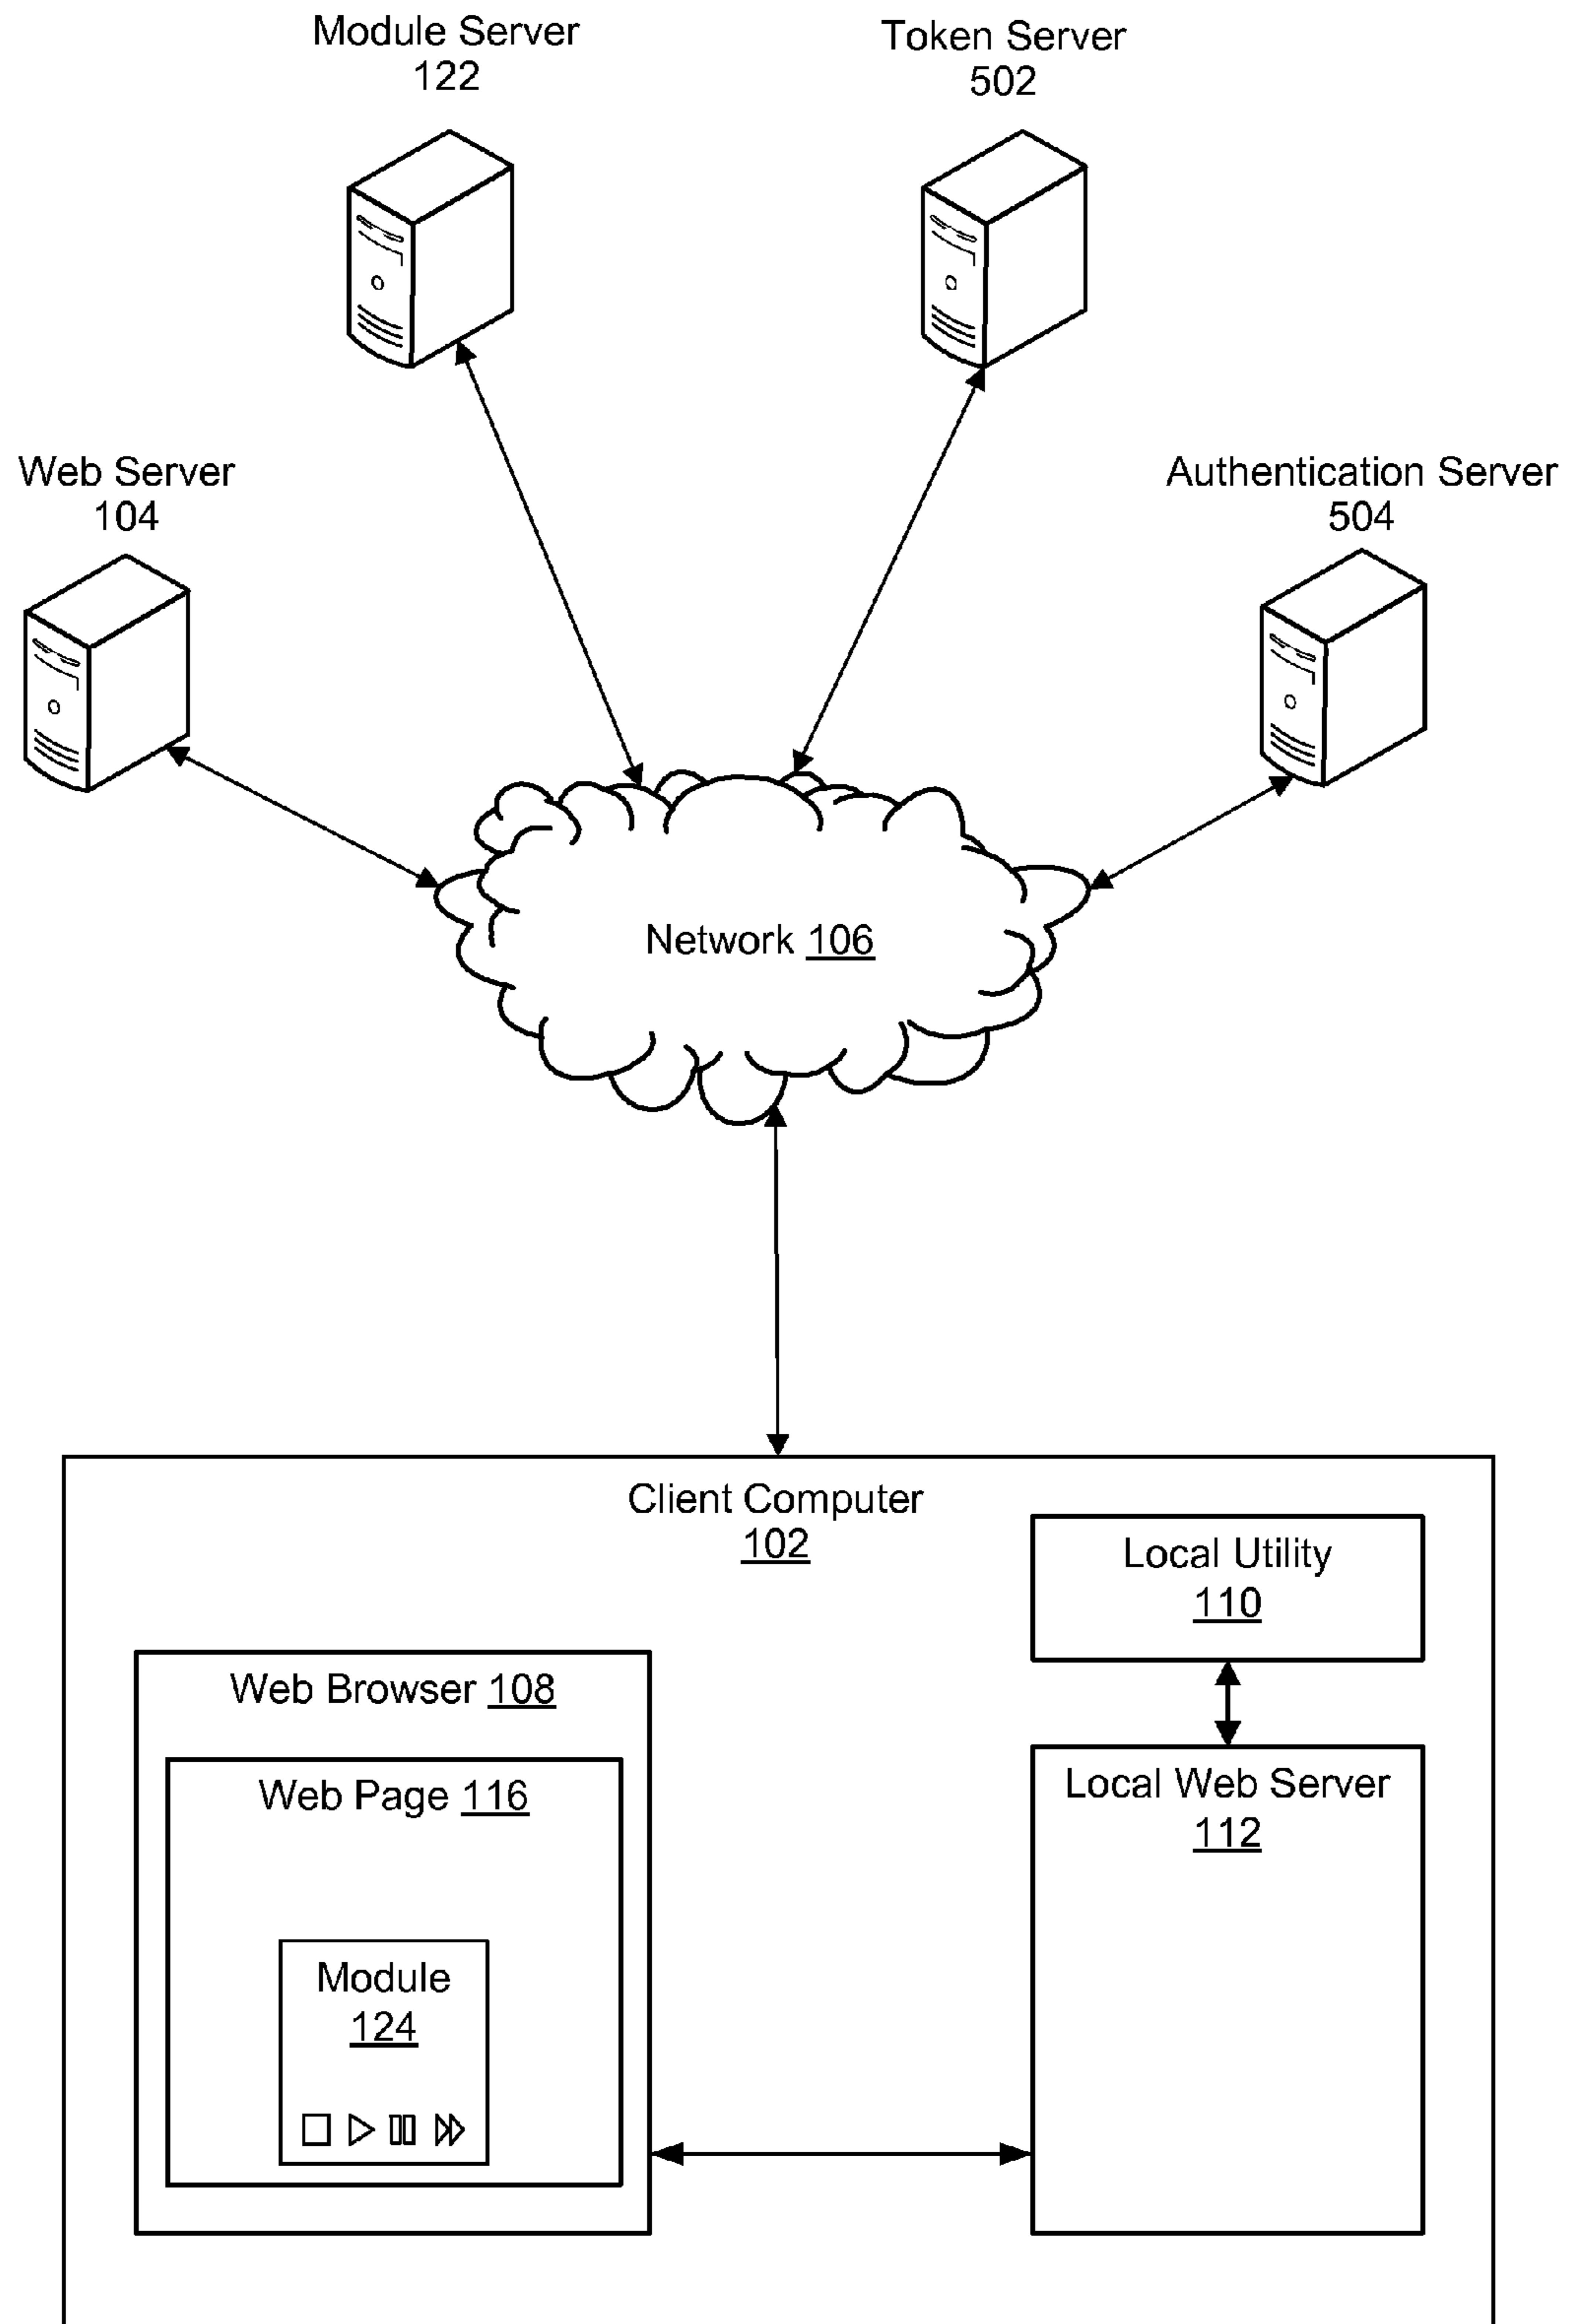 Module Server
122
Token Server
502
Web Server
104
Authentication Server
504
Network 106
Client Computer
102
Local Utility
110
Web Browser 108
Web Page 116
Local Web Server
112
Module
124